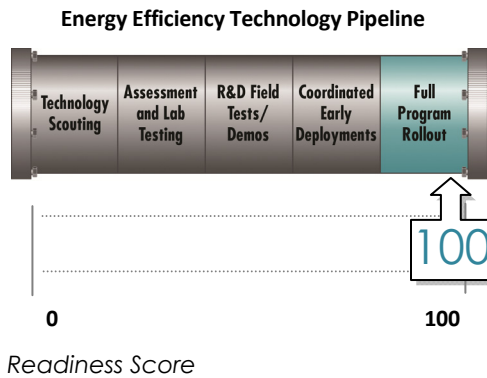 Energy Efficiency Technology Pipeline
Technology
Scouting
Assessment
and Lab
Testing
R&D Field
Tests/
Demos
Coordinated
Early
Deployments
Full
Program
Rollout
100
0
100
Readiness Score